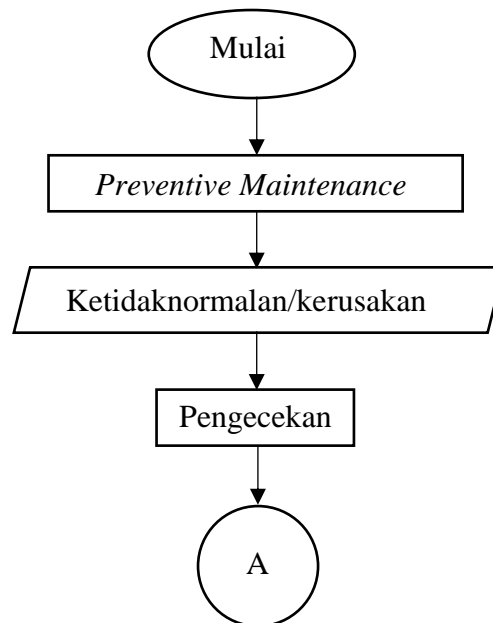 Mulai
Preventive Maintenance
Ketidaknormalan/kerusakan
Pengecekan
A